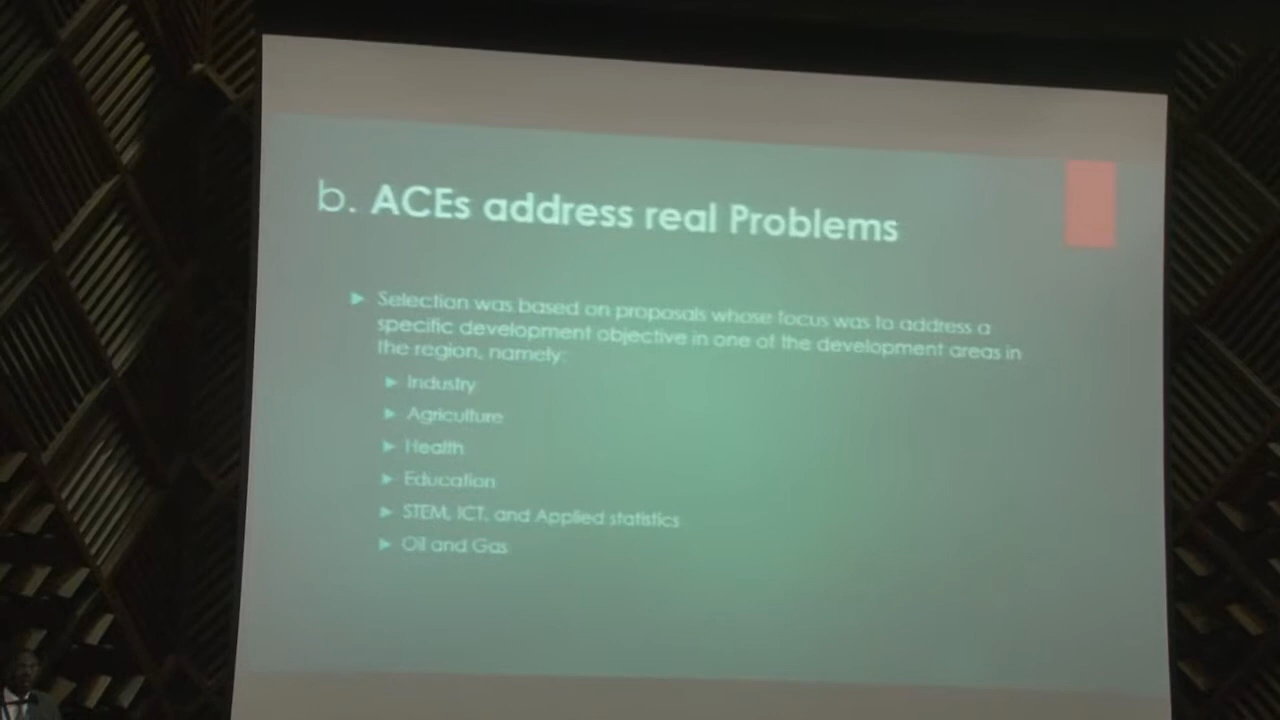 b. ACEs address real Problems
Selection was based on proposals whose focus was to address a
specific development objective in one of the development areas in
the region, namely:
Industry
Agriculture
Health
Education
STEM, ICT, and Applied statistics
Oil and Gas